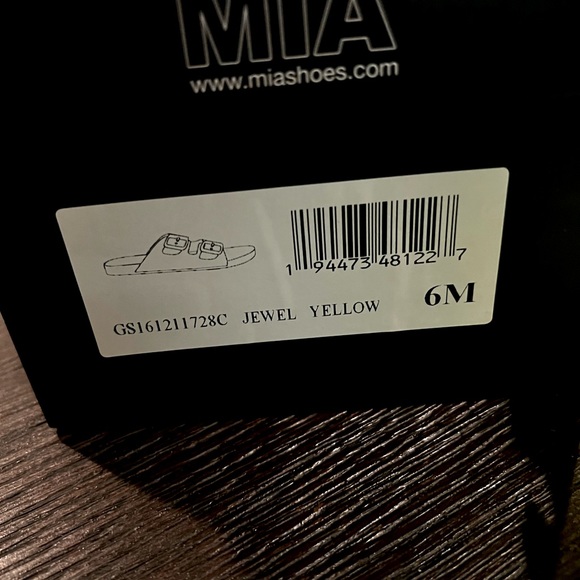 MIA
www.miashoes.com
1 94473 48122 7
GS161211728C JEWEL YELLOW 6M